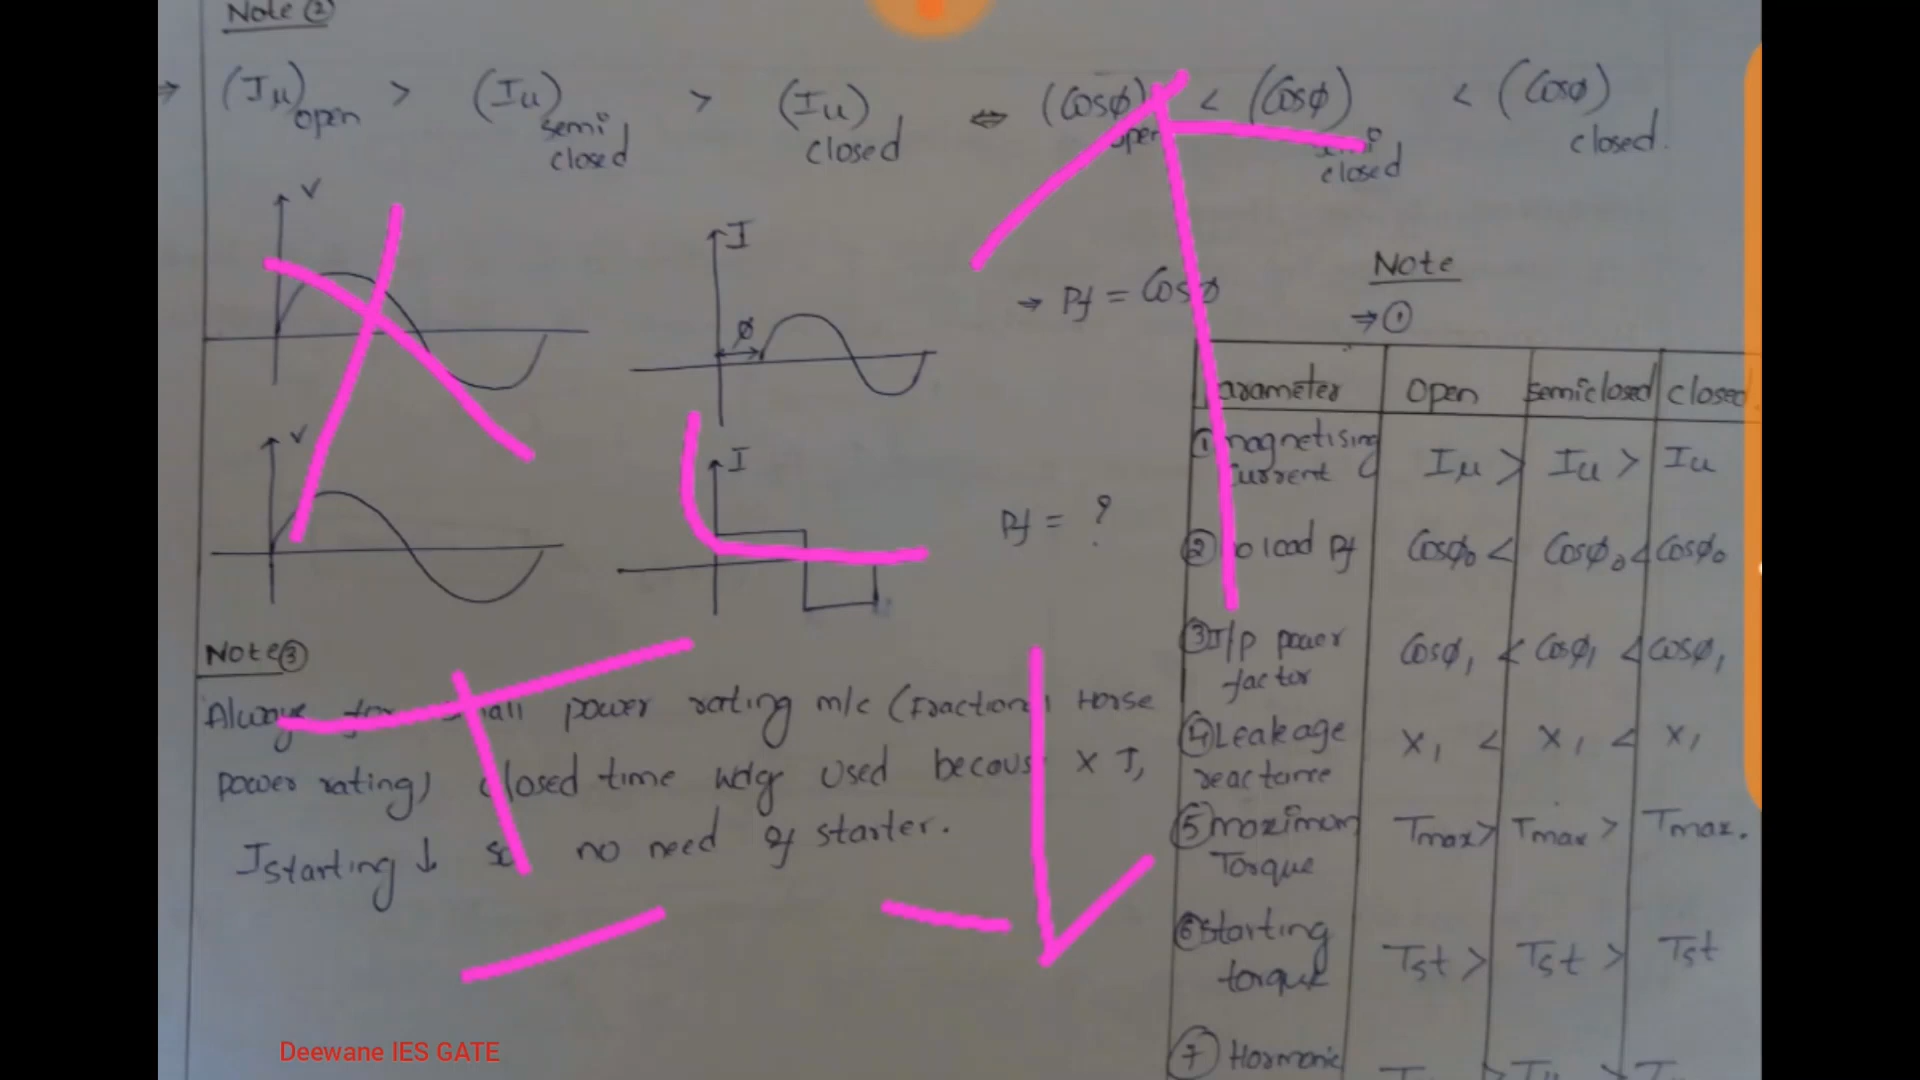 Note ②
⇒ (Iμ)open > (Iu)semi closed > (Iu)closed ⇔ (Cosφ)open < (Cosφ)semi closed < (Cosφ)closed.
V
I
φ
→ Pf = Cosφ
V
I
Pf = ?
Note③
Always for small power rating m/c (Fractional Horse
power rating) closed time wdg used becous X I,
Istarting ↓ so no need of starter.
Note
⇒①
Parameter Open semiclosed closed.
① magnetising current Iμ > Iu > Iu
② No load Pf Cosφ₀ < Cosφ₀ < Cosφ₀
③ I/p power factor Cosφ₁ < Cosφ₁ < Cosφ₁
④ Leakage reactance X₁ < X₁ < X₁
⑤ maximum Torque Tmax > Tmax > Tmax.
⑥ Starting torque Tst > Tst > Tst
⑦ Harmonic
Deewane IES GATE